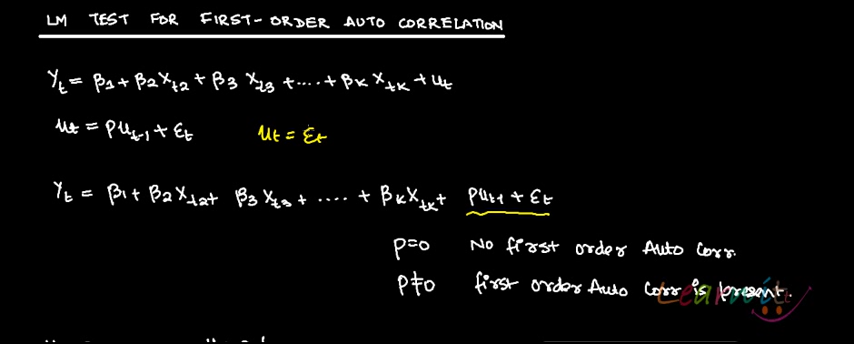 LM TEST FOR FIRST-ORDER AUTO CORRELATION
Yt = β1 + β2Xt2 + β3 Xt3 + .... + βK XtK + ut
ut = ρut-1 + εt ut = εt
Yt = β1 + β2Xt2 + β3 Xt3 + .... + βK XtK + ρut-1 + εt
ρ=0 No first order Auto Corr.
ρ≠0 first order Auto Corr is present.